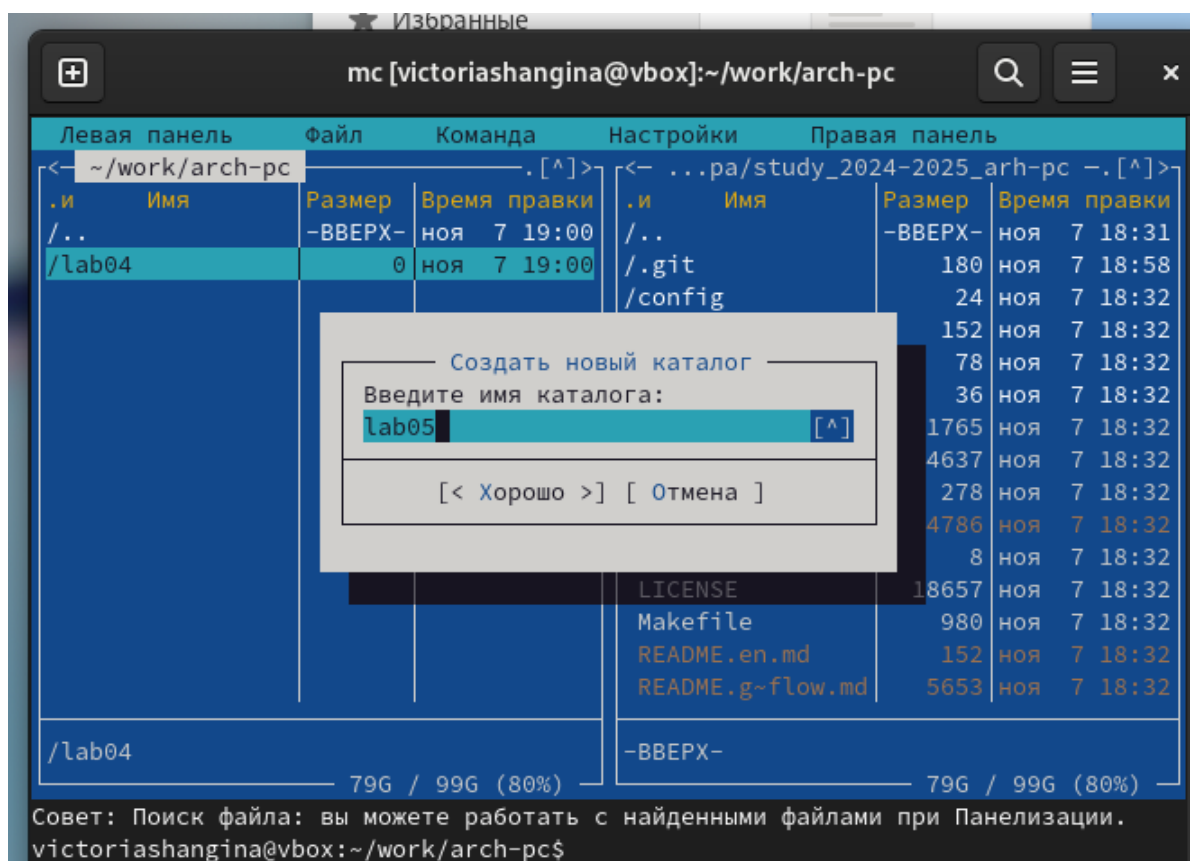 Избранные
mc [victoriashangina@vbox]:~/work/arch-pc
Левая панель Файл Команда Настройки Правая панель
<— ~/work/arch-pc .[^]> <— ...pa/study_2024-2025_arh-pc —.[^]>
.и Имя Размер Время правки .и Имя Размер Время правки
/.. -ВВЕРХ- ноя 7 19:00 /.. -ВВЕРХ- ноя 7 18:31
/lab04 0 ноя 7 19:00 /.git 180 ноя 7 18:58
/config 24 ноя 7 18:32
152 ноя 7 18:32
Создать новый каталог 78 ноя 7 18:32
Введите имя каталога: 36 ноя 7 18:32
lab05 [^] 1765 ноя 7 18:32
4637 ноя 7 18:32
[< Хорошо >] [ Отмена ] 278 ноя 7 18:32
4786 ноя 7 18:32
8 ноя 7 18:32
LICENSE 18657 ноя 7 18:32
Makefile 980 ноя 7 18:32
README.en.md 152 ноя 7 18:32
README.g~flow.md 5653 ноя 7 18:32
/lab04 -ВВЕРХ-
79G / 99G (80%) 79G / 99G (80%)
Совет: Поиск файла: вы можете работать с найденными файлами при Панелизации.
victoriashangina@vbox:~/work/arch-pc$